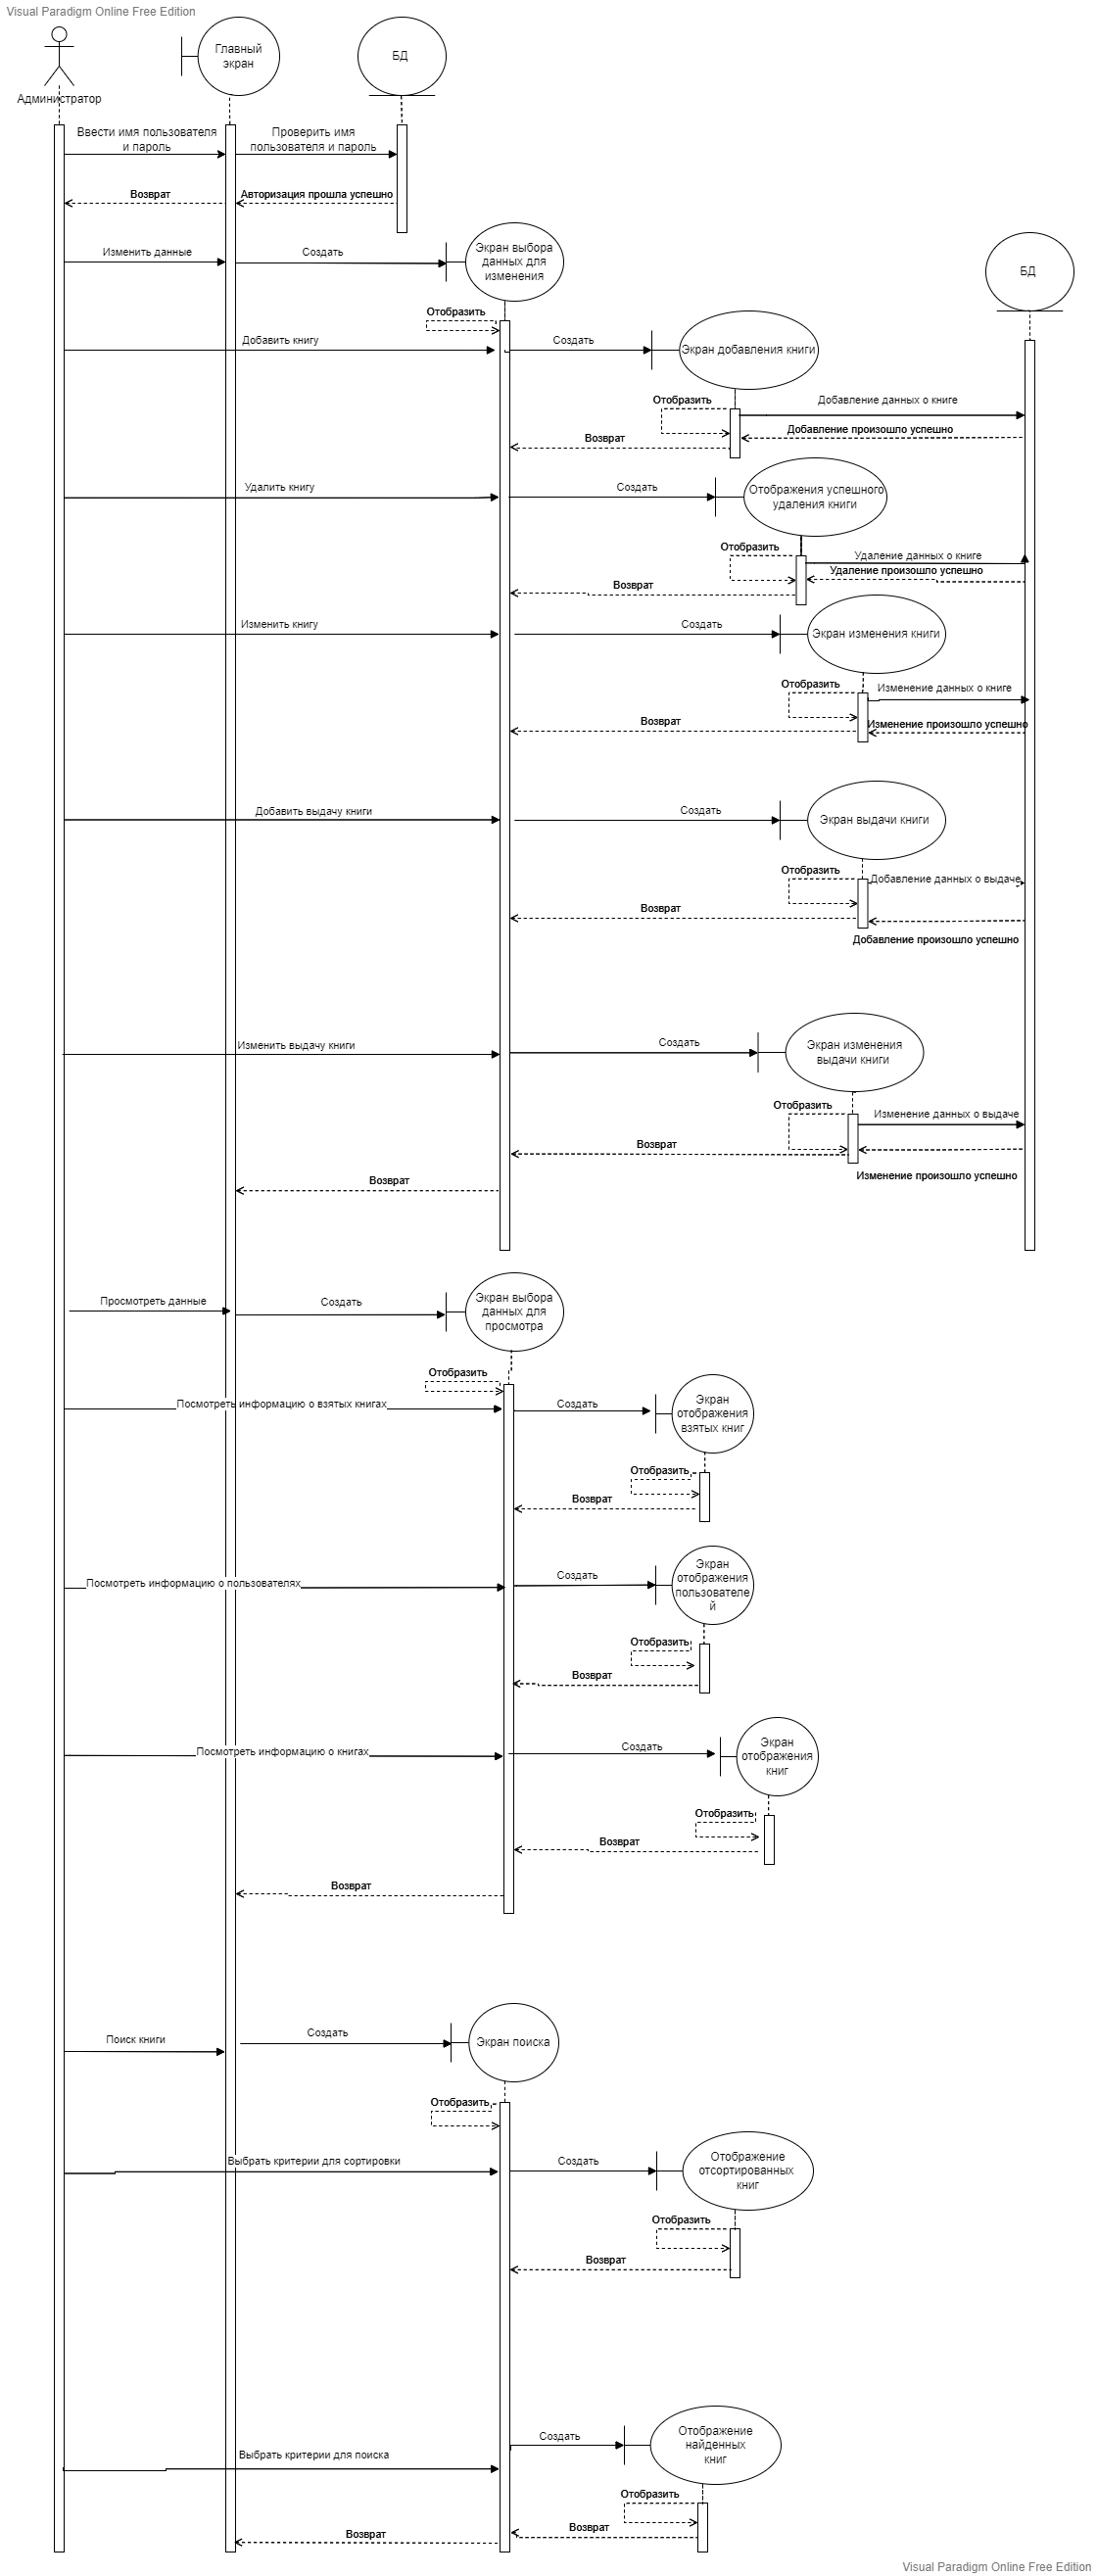 Visual Paradigm Online Free Edition
Администратор
Главный
экран
БД
Ввести имя пользователя
и пароль
Проверить имя
пользователя и пароль
Возврат
Авторизация прошла успешно
Изменить данные
Создать
Экран выбора
данных для
изменения
БД
Отобразить
Добавить книгу
Создать
Экран добавления книги
Отобразить
Добавление данных о книге
Добавление произошло успешно
Возврат
Удалить книгу
Создать
Отображения успешного
удаления книги
Отобразить
Удаление данных о книге
Удаление произошло успешно
Возврат
Изменить книгу
Создать
Экран изменения книги
Отобразить
Изменение данных о книге
Возврат
Изменение произошло успешно
Добавить выдачу книги
Создать
Экран выдачи книги
Отобразить
Добавление данных о выдаче
Возврат
Добавление произошло успешно
Изменить выдачу книги
Создать
Экран изменения
выдачи книги
Отобразить
Изменение данных о выдаче
Возврат
Изменение произошло успешно
Возврат
Просмотреть данные
Создать
Экран выбора
данных для
просмотра
Отобразить
Посмотреть информацию о взятых книгах
Создать
Экран
отображения
взятых книг
Отобразить
Возврат
Посмотреть информацию о пользователях
Создать
Экран
отображения
пользователе
й
Отобразить
Возврат
Посмотреть информацию о книгах
Создать
Экран
отображения
книг
Отобразить
Возврат
Возврат
Поиск книги
Создать
Экран поиска
Отобразить
Выбрать критерии для сортировки
Создать
Отображение
отсортированных
книг
Отобразить
Возврат
Выбрать критерии для поиска
Создать
Отображение
найденных
книг
Отобразить
Возврат
Возврат
Visual Paradigm Online Free Edition